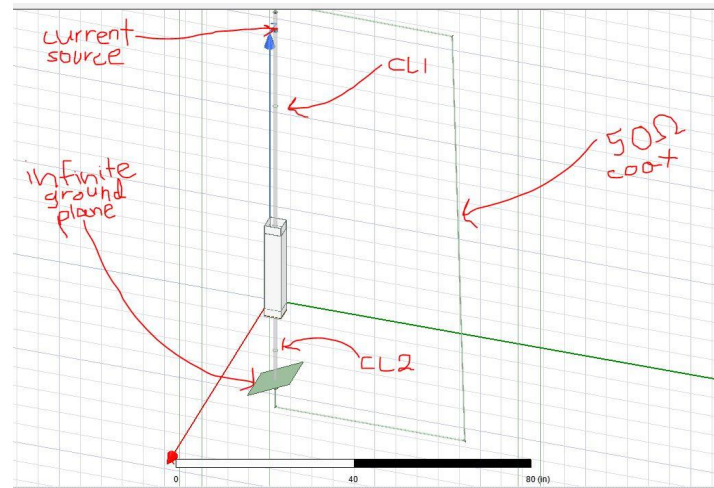 current
source
CL1
50Ω
coax
infinite
ground
plane
CL2
0
40
80 (in)